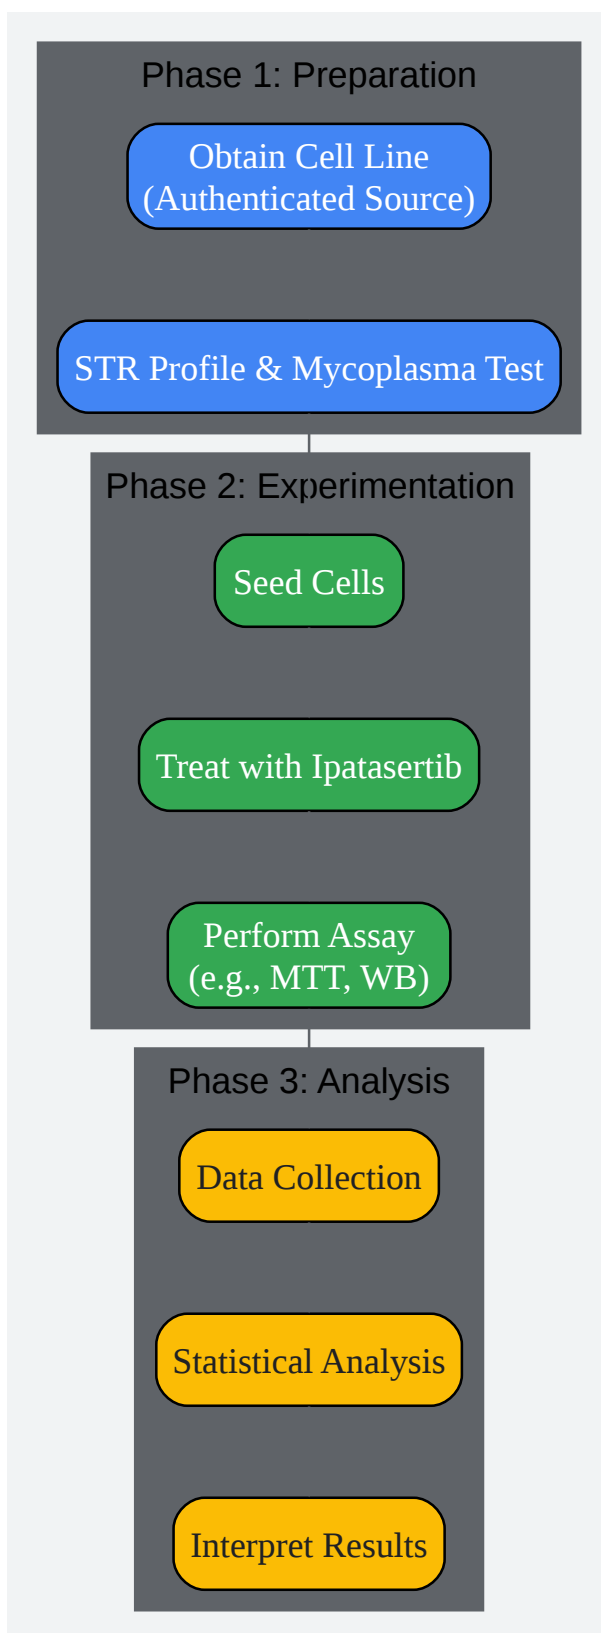 Phase 1: Preparation
Obtain Cell Line
(Authenticated Source)
STR Profile & Mycoplasma Test
Phase 2: Experimentation
Seed Cells
Treat with Ipatasertib
Perform Assay
(e.g., MTT, WB)
Phase 3: Analysis
Data Collection
Statistical Analysis
Interpret Results